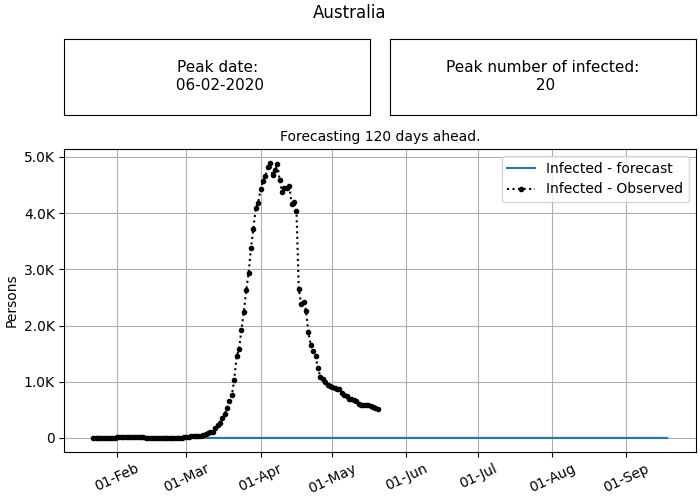 Australia
Peak date:
06-02-2020
Peak number of infected:
20
Forecasting 120 days ahead.
Infected - forecast
Infected - Observed
Persons
5.0K
4.0K
3.0K
2.0K
1.0K
0
01-Feb
01-Mar
01-Apr
01-May
01-Jun
01-Jul
01-Aug
01-Sep